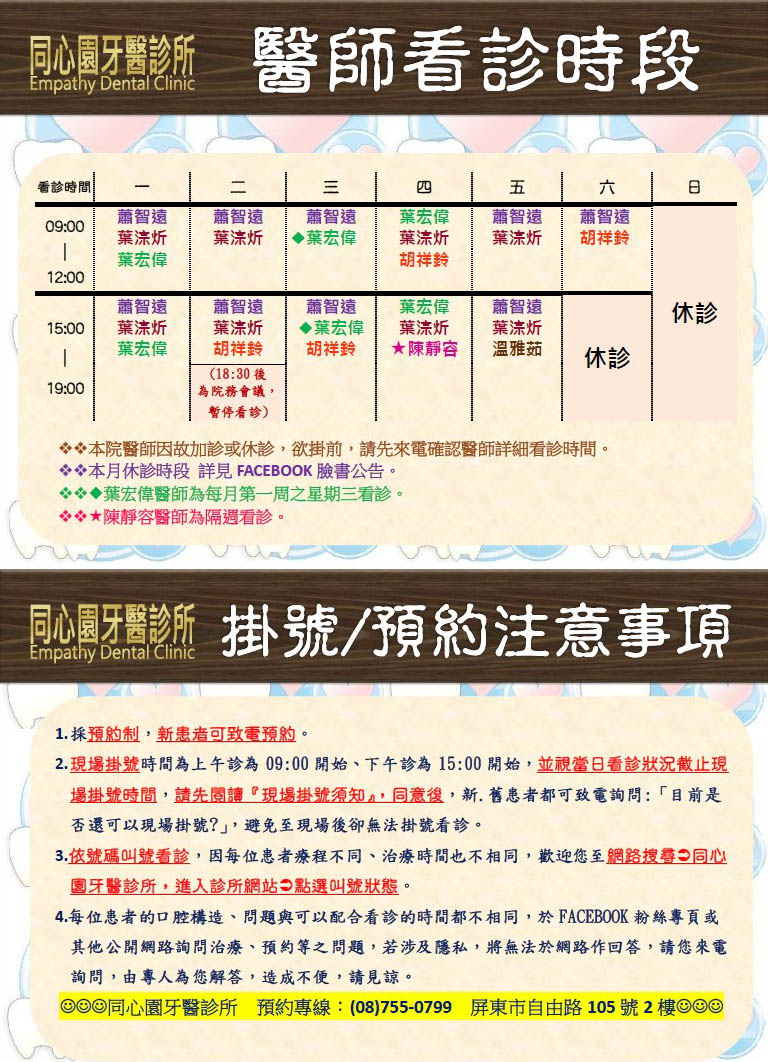 同心園牙醫診所
Empathy Dental Clinic
醫師看診時段
看診時間 一 二 三 四 五 六 日
09:00 | 12:00
蕭智遠 蕭智遠 蕭智遠 葉宏偉 蕭智遠 蕭智遠
葉淙炘 葉淙炘 ◆葉宏偉 葉淙炘 葉淙炘 胡祥鈴
葉宏偉 胡祥鈴
休診
15:00 | 19:00
蕭智遠 蕭智遠 蕭智遠 葉宏偉 蕭智遠
葉淙炘 葉淙炘 ◆葉宏偉 葉淙炘 葉淙炘
葉宏偉 胡祥鈴 胡祥鈴 ★陳靜容 溫雅茹
休診
(18:30後
為院務會議，
暫停看診)
❖❖本院醫師因故加診或休診，欲掛前，請先來電確認醫師詳細看診時間。
❖❖本月休診時段 詳見 FACEBOOK 臉書公告。
❖❖◆葉宏偉醫師為每月第一周之星期三看診。
❖❖★陳靜容醫師為隔週看診。
同心園牙醫診所
Empathy Dental Clinic
掛號/預約注意事項
1.採預約制，新患者可致電預約。
2.現場掛號時間為上午診為 09:00 開始、下午診為 15:00 開始，並視當日看診狀況截止現
場掛號時間，請先閱讀『現場掛號須知』，同意後，新.舊患者都可致電詢問:「目前是
否還可以現場掛號?」，避免至現場後卻無法掛號看診。
3.依號碼叫號看診，因每位患者療程不同、治療時間也不相同，歡迎您至網路搜尋➲同心
園牙醫診所，進入診所網站➲點選叫號狀態。
4.每位患者的口腔構造、問題與可以配合看診的時間都不相同，於 FACEBOOK 粉絲專頁或
其他公開網路詢問治療、預約等之問題，若涉及隱私，將無法於網路作回答，請您來電
詢問，由專人為您解答，造成不便，請見諒。
☺☺☺同心園牙醫診所 預約專線：(08)755-0799 屏東市自由路 105 號 2 樓☺☺☺